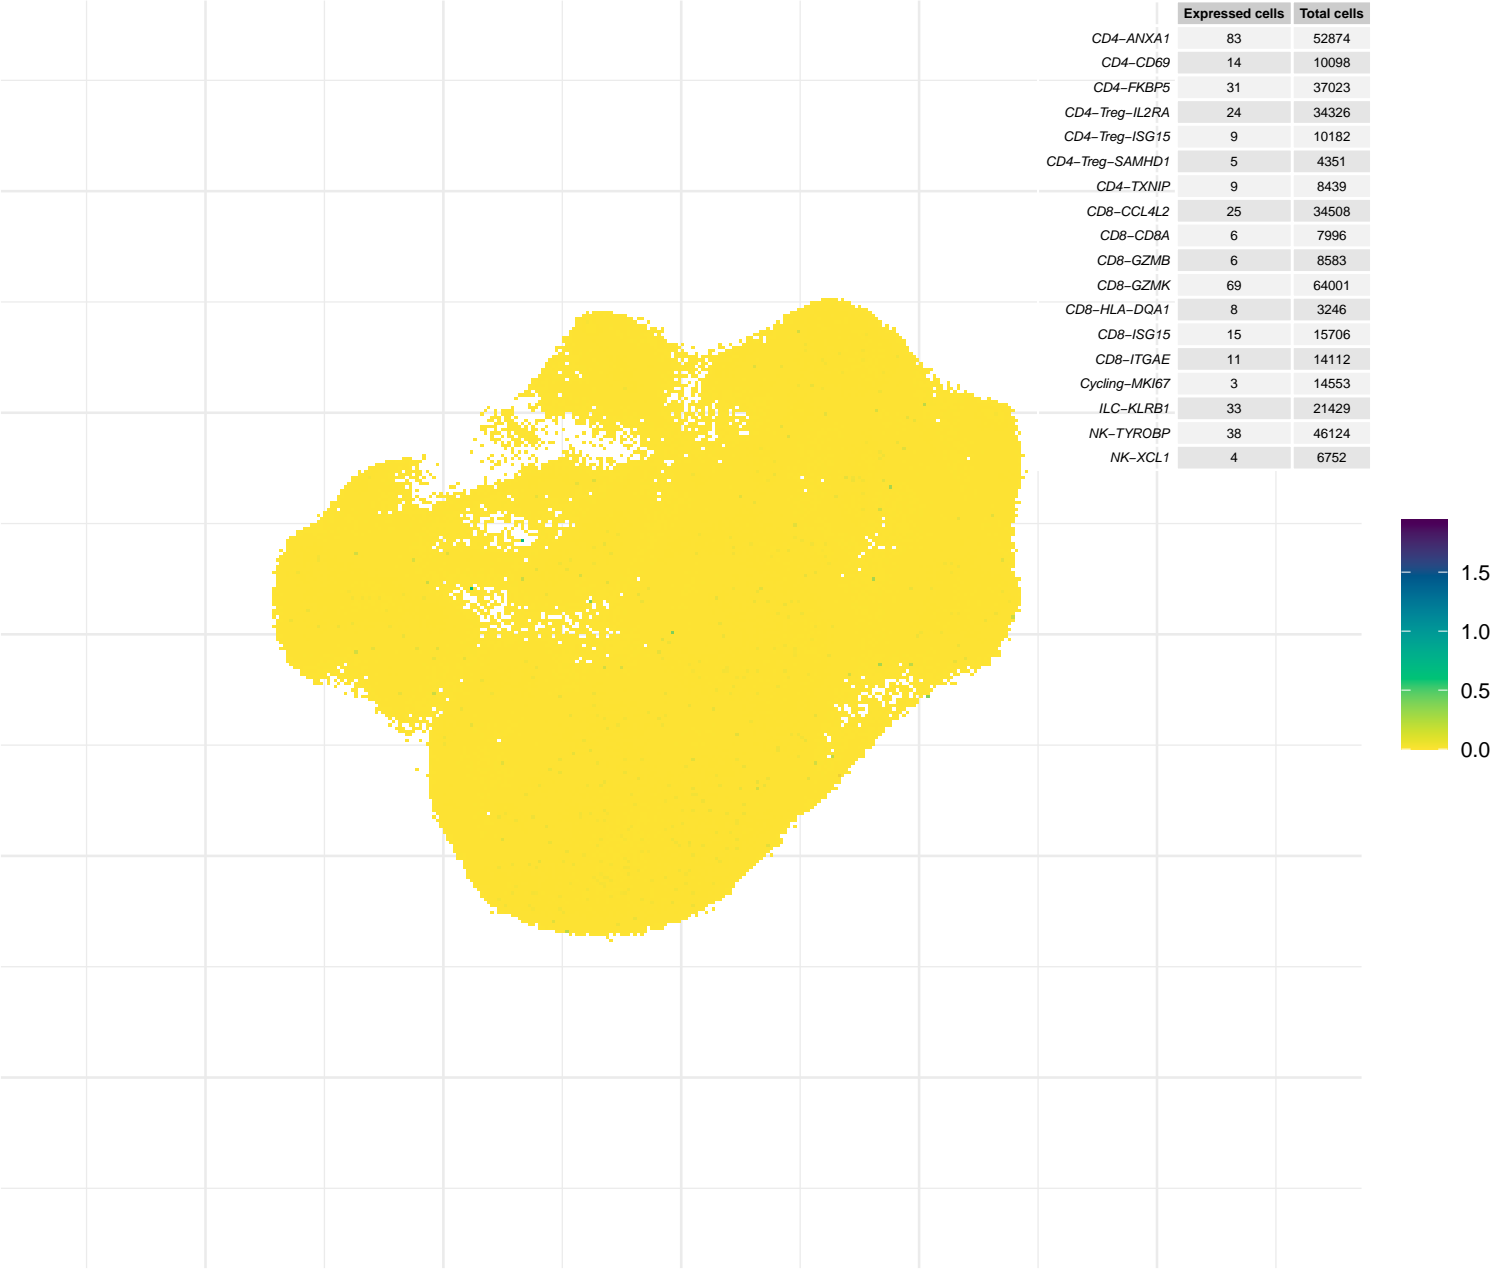 Expressed cells Total cells
CD4−ANXA1 83 52874
CD4−CD69 14 10098
CD4−FKBP5 31 37023
CD4−Treg−IL2RA 24 34326
CD4−Treg−ISG15 9 10182
CD4−Treg−SAMHD1 5 4351
CD4−TXNIP 9 8439
CD8−CCL4L2 25 34508
CD8−CD8A 6 7996
CD8−GZMB 6 8583
CD8−GZMK 69 64001
CD8−HLA−DQA1 8 3246
CD8−ISG15 15 15706
CD8−ITGAE 11 14112
Cycling−MKI67 3 14553
ILC−KLRB1 33 21429
NK−TYROBP 38 46124
NK−XCL1 4 6752
1.5
1.0
0.5
0.0